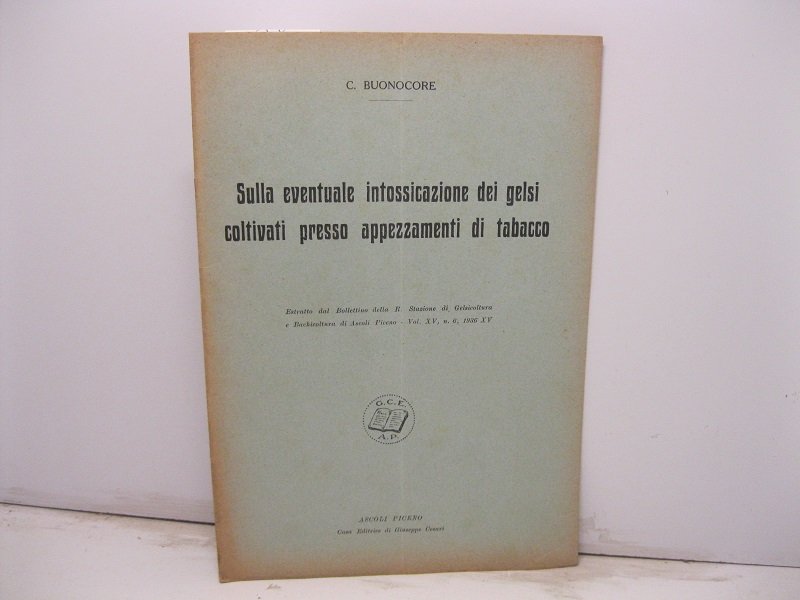 C. BUONOCORE
Sulla eventuale intossicazione dei gelsi
coltivati presso appezzamenti di tabacco
Estratto dal Bollettino della R. Stazione di Gelsicoltura
e Bachicoltura di Ascoli Piceno - Vol. XV, n. 6, 1936 XV
G.C.E.
A.P.
ASCOLI PICENO
Casa Editrice di Giuseppe Cesari